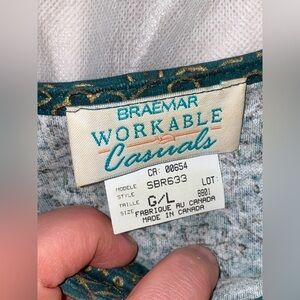 BRAEMAR
WORKABLE
Casuals
CA: 00654
MODELE
STYLE SBR633 LOT:
TAILLE G/L 8801
SIZE
FABRIQUE AU CANADA
MADE IN CANADA